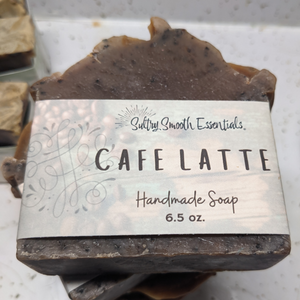 Sultry Smooth Essentials
CAFE LATTE
Handmade Soap
6.5 oz.